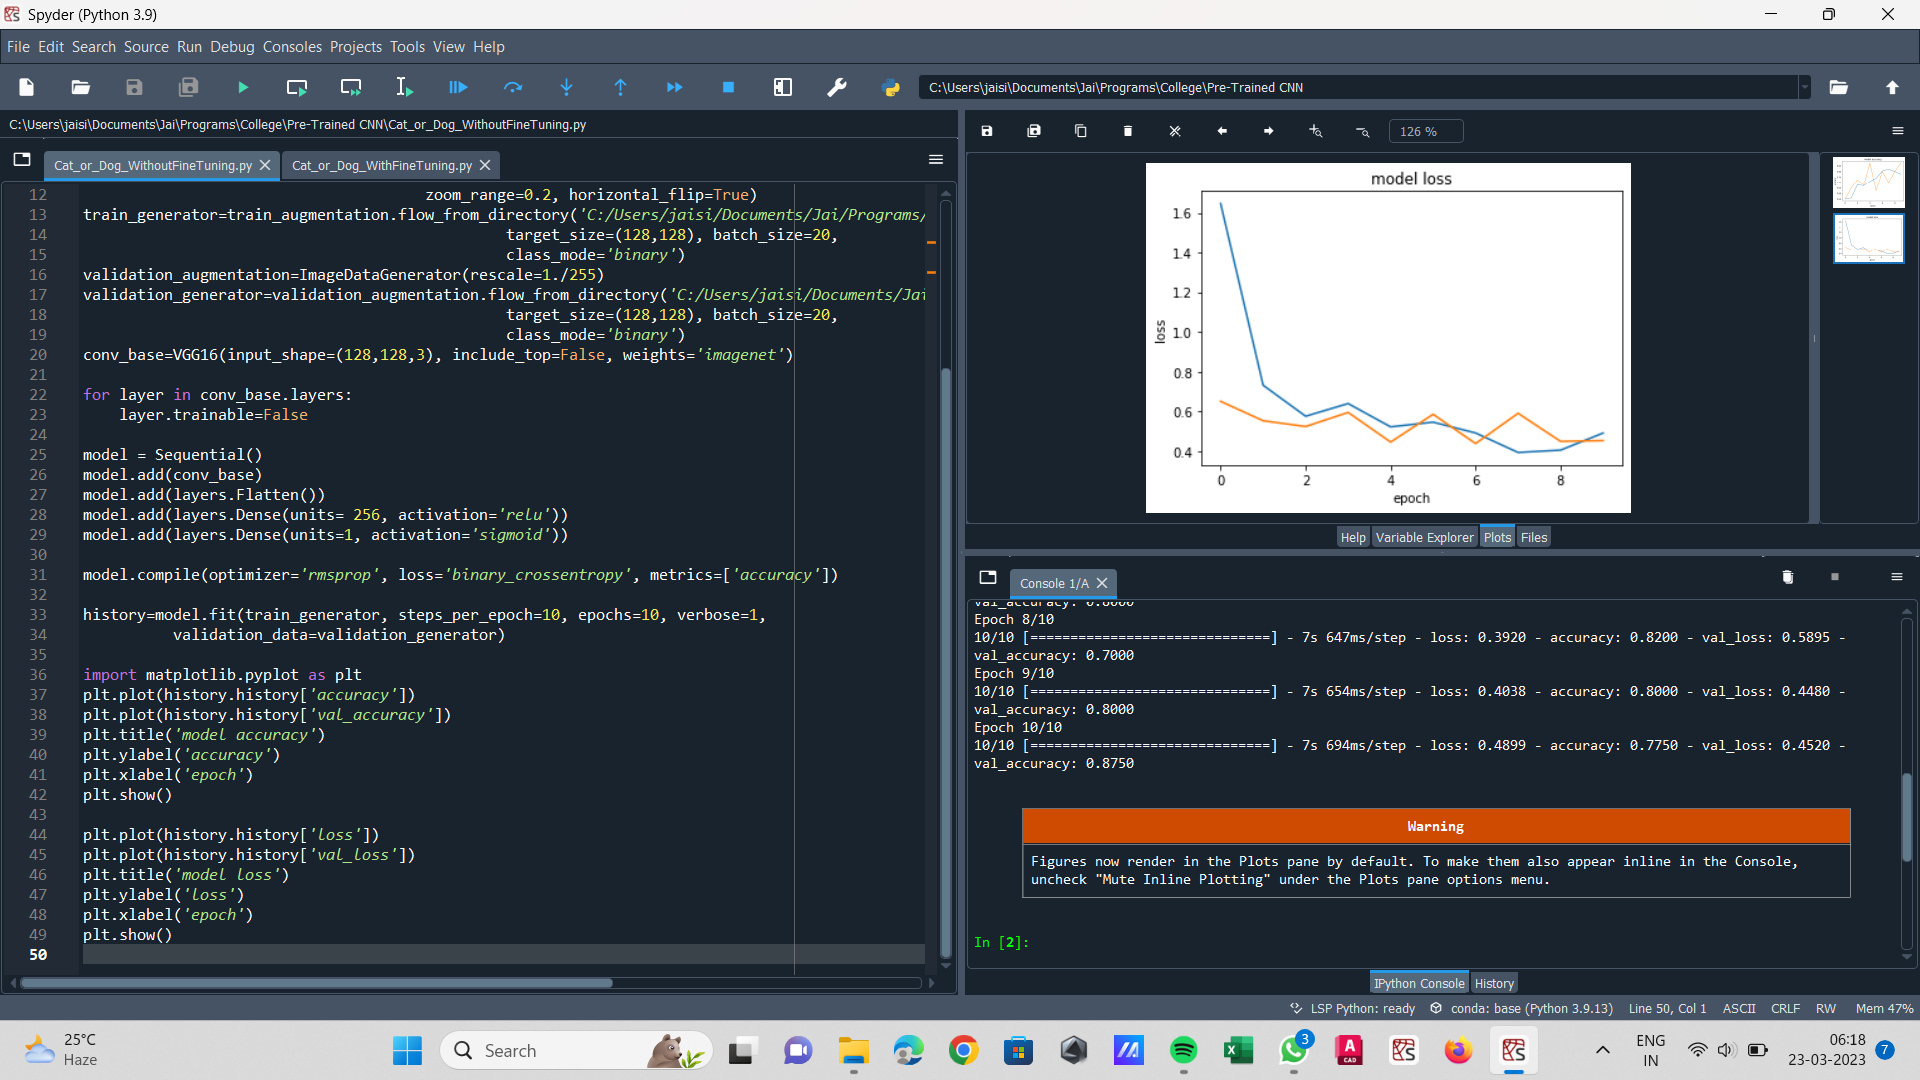 Spyder (Python 3.9)
File Edit Search Source Run Debug Consoles Projects Tools View Help
C:\Users\jaisi\Documents\Jai\Programs\College\Pre-Trained CNN
C:\Users\jaisi\Documents\Jai\Programs\College\Pre-Trained CNN\Cat_or_Dog_WithoutFineTuning.py
Cat_or_Dog_WithoutFineTuning.py
Cat_or_Dog_WithFineTuning.py
12 zoom_range=0.2, horizontal_flip=True)
13 train_generator=train_augmentation.flow_from_directory('C:/Users/jaisi/Documents/Jai/Programs/
14 target_size=(128,128), batch_size=20,
15 class_mode='binary')
16 validation_augmentation=ImageDataGenerator(rescale=1./255)
17 validation_generator=validation_augmentation.flow_from_directory('C:/Users/jaisi/Documents/Jai
18 target_size=(128,128), batch_size=20,
19 class_mode='binary')
20 conv_base=VGG16(input_shape=(128,128,3), include_top=False, weights='imagenet')
21
22 for layer in conv_base.layers:
23 layer.trainable=False
24
25 model = Sequential()
26 model.add(conv_base)
27 model.add(layers.Flatten())
28 model.add(layers.Dense(units= 256, activation='relu'))
29 model.add(layers.Dense(units=1, activation='sigmoid'))
30
31 model.compile(optimizer='rmsprop', loss='binary_crossentropy', metrics=['accuracy'])
32
33 history=model.fit(train_generator, steps_per_epoch=10, epochs=10, verbose=1,
34 validation_data=validation_generator)
35
36 import matplotlib.pyplot as plt
37 plt.plot(history.history['accuracy'])
38 plt.plot(history.history['val_accuracy'])
39 plt.title('model accuracy')
40 plt.ylabel('accuracy')
41 plt.xlabel('epoch')
42 plt.show()
43
44 plt.plot(history.history['loss'])
45 plt.plot(history.history['val_loss'])
46 plt.title('model loss')
47 plt.ylabel('loss')
48 plt.xlabel('epoch')
49 plt.show()
50
126 %
model loss
1.6
1.4
1.2
1.0
0.8
0.6
0.4
loss
0 2 4 6 8
epoch
Help Variable Explorer Plots Files
Console 1/A
val_accuracy: 0.8000
Epoch 8/10
10/10 [==============================] - 7s 647ms/step - loss: 0.3920 - accuracy: 0.8200 - val_loss: 0.5895 -
val_accuracy: 0.7000
Epoch 9/10
10/10 [==============================] - 7s 654ms/step - loss: 0.4038 - accuracy: 0.8000 - val_loss: 0.4480 -
val_accuracy: 0.8000
Epoch 10/10
10/10 [==============================] - 7s 694ms/step - loss: 0.4899 - accuracy: 0.7750 - val_loss: 0.4520 -
val_accuracy: 0.8750
Warning
Figures now render in the Plots pane by default. To make them also appear inline in the Console,
uncheck "Mute Inline Plotting" under the Plots pane options menu.
In [2]:
IPython Console History
LSP Python: ready conda: base (Python 3.9.13) Line 50, Col 1 ASCII CRLF RW Mem 47%
25°C
Haze
Search
3
A
CAD
ENG
IN
06:18
23-03-2023
7